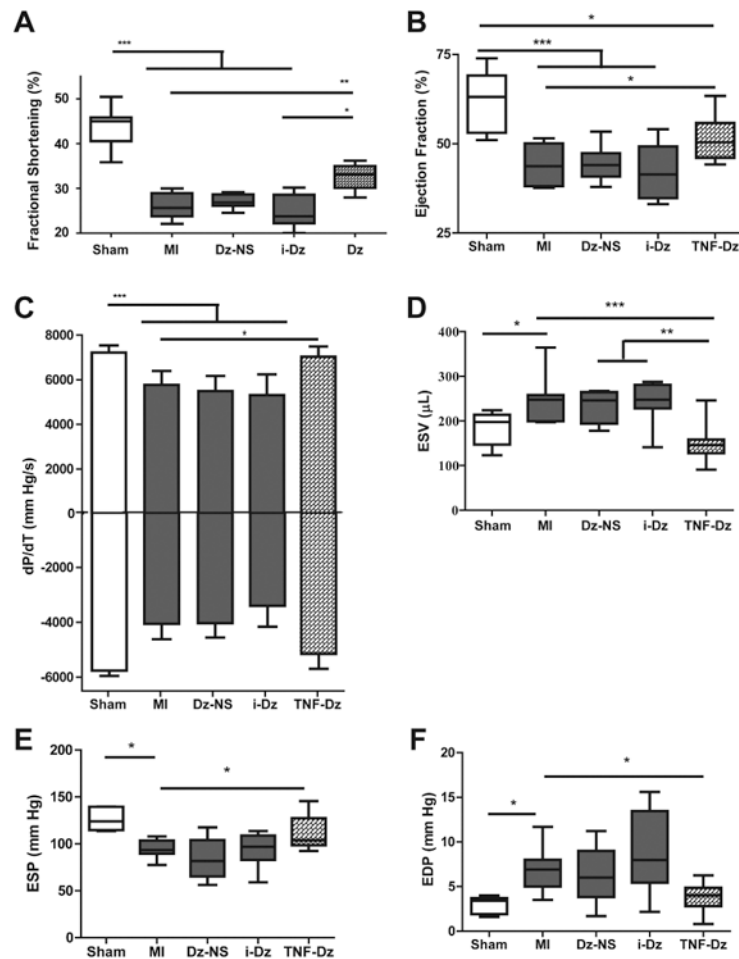 A
Fractional Shortening (%)
50
40
30
20
***
**
*
Sham MI Dz-NS i-Dz Dz
B
Ejection Fraction (%)
75
50
25
*
***
*
Sham MI Dz-NS i-Dz TNF-Dz
C
dP/dT (mm Hg/s)
8000
6000
4000
2000
0
-2000
-4000
-6000
***
*
Sham MI Dz-NS i-Dz TNF-Dz
D
ESV (μL)
400
300
200
100
0
*
***
**
Sham MI Dz-NS i-Dz TNF-Dz
E
ESP (mm Hg)
200
150
100
50
0
*
*
Sham MI Dz-NS i-Dz TNF-Dz
F
EDP (mm Hg)
20
15
10
5
0
*
*
Sham MI Dz-NS i-Dz TNF-Dz